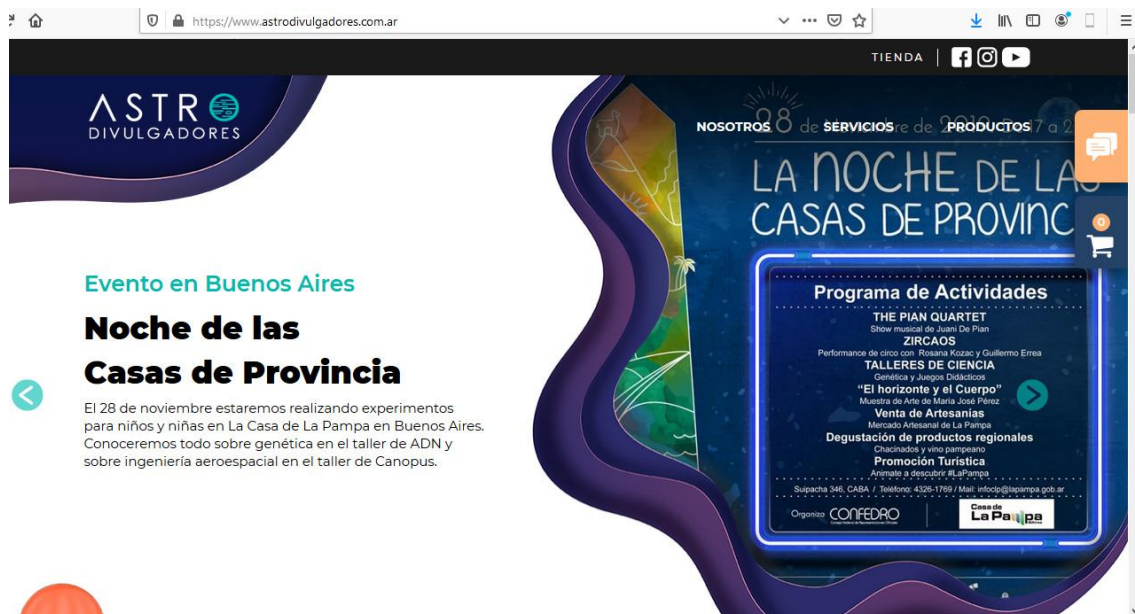 https://www.astrodivulgadores.com.ar
TIENDA
ASTRO
DIVULGADORES
NOSOTROS
SERVICIOS
PRODUCTOS
28 de re de 2019 17 a 2
LA NOCHE DE LAS
CASAS DE PROVINC
0
Evento en Buenos Aires
Noche de las
Casas de Provincia
El 28 de noviembre estaremos realizando experimentos
para niños y niñas en La Casa de La Pampa en Buenos Aires.
Conoceremos todo sobre genética en el taller de ADN y
sobre ingeniería aeroespacial en el taller de Canopus.
Programa de Actividades
THE PIAN QUARTET
Show musical de Juani De Pian
ZIRCAOS
Performance de circo con Rosana Kozac y Guillermo Errea
TALLERES DE CIENCIA
Genética y Juegos Didácticos
“El horizonte y el Cuerpo”
Muestra de Arte de María José Pérez
Venta de Artesanías
Mercado Artesanal de La Pampa
Degustación de productos regionales
Chacinados y vino pampeano
Promoción Turística
Animate a descubrir #LaPampa
Suipacha 346, CABA / Teléfono: 4326-1769 / Mail: infoclp@lapampa.gob.ar
Organiza CONFEDRO
Casa de
La Pampa